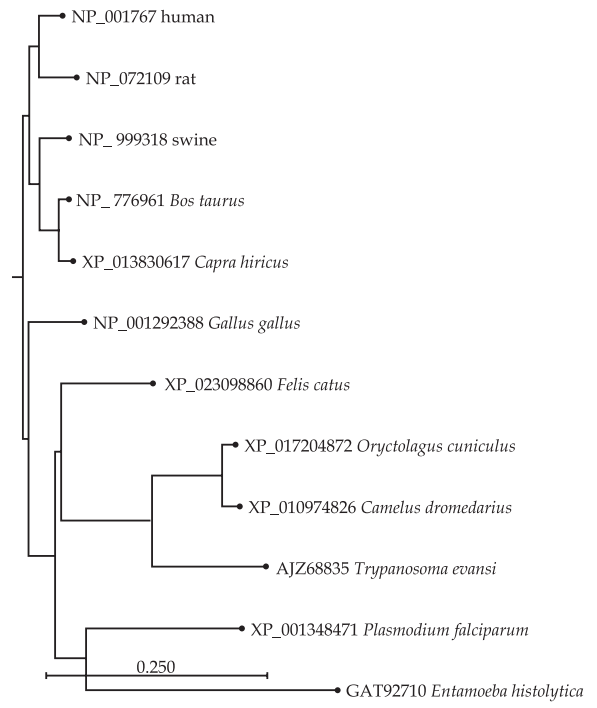 NP_001767 human
NP_072109 rat
NP_ 999318 swine
NP_ 776961 Bos taurus
XP_013830617 Capra hiricus
NP_001292388 Gallus gallus
XP_023098860 Felis catus
XP_017204872 Oryctolagus cuniculus
XP_010974826 Camelus dromedarius
AJZ68835 Trypanosoma evansi
XP_001348471 Plasmodium falciparum
0.250
GAT92710 Entamoeba histolytica